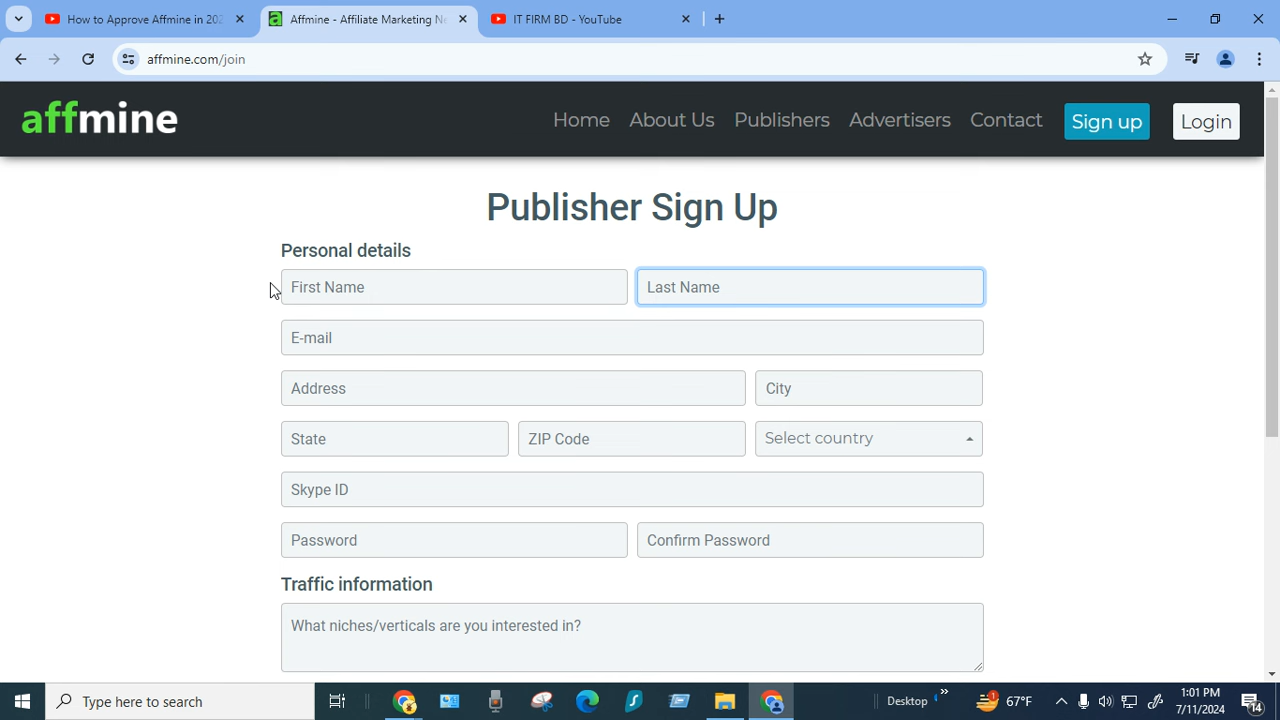 How to Approve Affmine in 202
Affmine - Affiliate Marketing Ne
IT FIRM BD - YouTube
affmine.com/join
affmine
Home About Us Publishers Advertisers Contact Sign up Login
Publisher Sign Up
Personal details
First Name Last Name
E-mail
Address City
State ZIP Code Select country
Skype ID
Password Confirm Password
Traffic information
What niches/verticals are you interested in?
Type here to search
Desktop
1
67°F
1:01 PM
7/11/2024
14